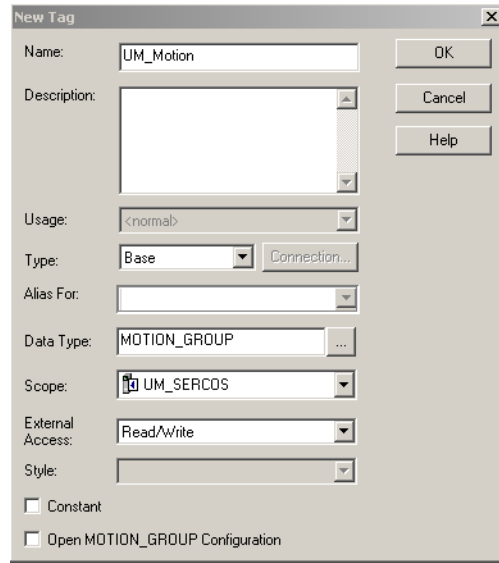 New Tag
Name: UM_Motion OK
Description: Cancel
Help
Usage: <normal>
Type: Base Connection...
Alias For:
Data Type: MOTION_GROUP ...
Scope: UM_SERCOS
External
Access: Read/Write
Style:
Constant
Open MOTION_GROUP Configuration